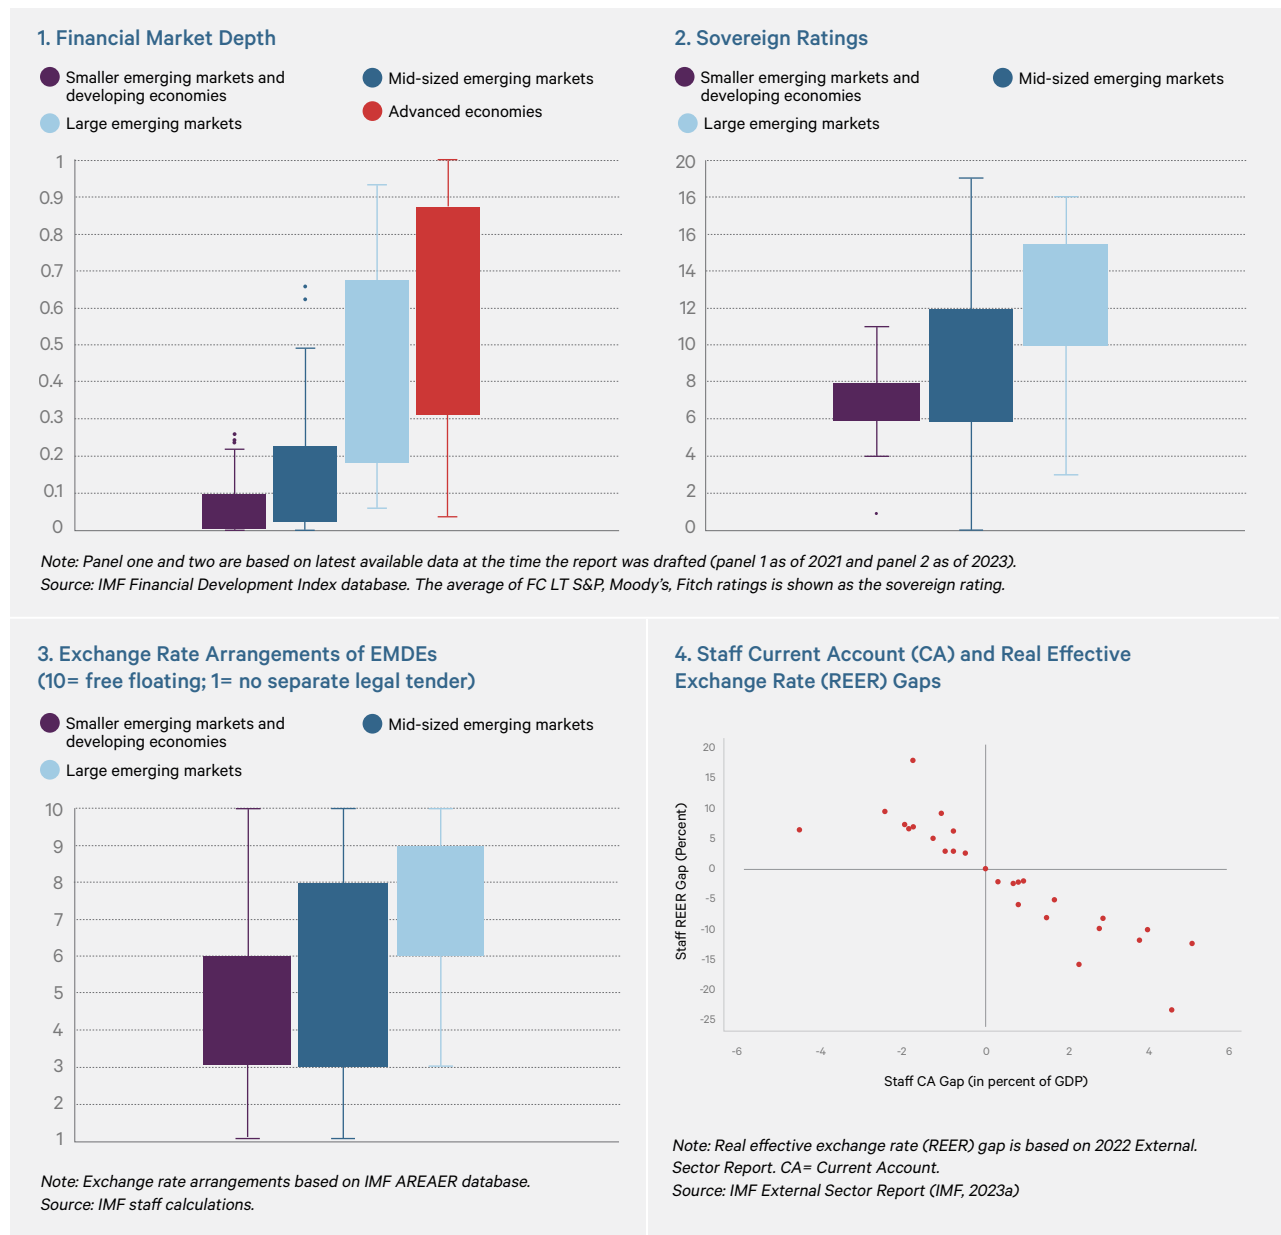 1. Financial Market Depth
Smaller emerging markets and
developing economies
Mid-sized emerging markets
Large emerging markets
Advanced economies
1
0.9
0.8
0.7
0.6
0.5
0.4
0.3
0.2
0.1
0
2. Sovereign Ratings
Smaller emerging markets and
developing economies
Mid-sized emerging markets
Large emerging markets
20
16
16
14
12
10
8
6
4
2
0
Note: Panel one and two are based on latest available data at the time the report was drafted (panel 1 as of 2021 and panel 2 as of 2023).
Source: IMF Financial Development Index database. The average of FC LT S&P, Moody's, Fitch ratings is shown as the sovereign rating.
3. Exchange Rate Arrangements of EMDEs
(10= free floating; 1= no separate legal tender)
Smaller emerging markets and
developing economies
Mid-sized emerging markets
Large emerging markets
10
9
8
7
6
5
4
3
2
1
Note: Exchange rate arrangements based on IMF AREAER database.
Source: IMF staff calculations.
4. Staff Current Account (CA) and Real Effective
Exchange Rate (REER) Gaps
Staff REER Gap (Percent)
20
15
10
5
0
-5
-10
-15
-20
-25
-6 -4 -2 0 2 4 6
Staff CA Gap (in percent of GDP)
Note: Real effective exchange rate (REER) gap is based on 2022 External.
Sector Report. CA= Current Account.
Source: IMF External Sector Report (IMF, 2023a)